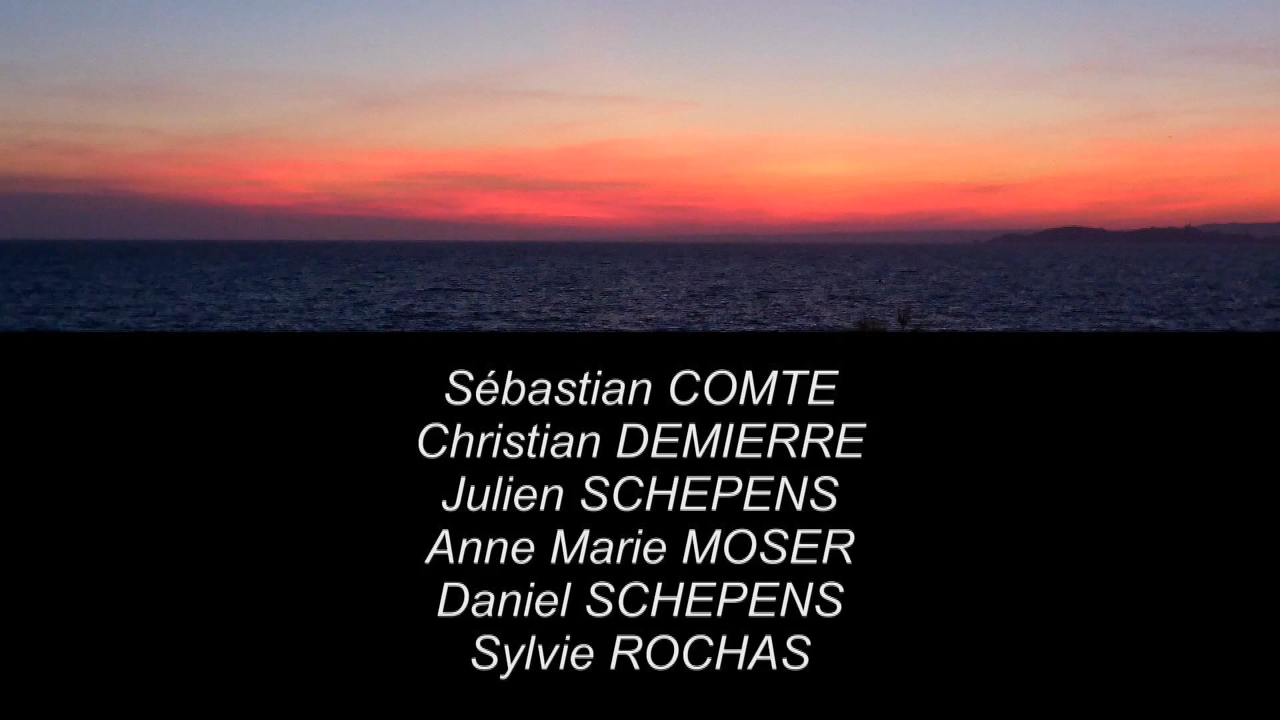 Sébastian COMTE
Christian DEMIERRE
Julien SCHEPENS
Anne Marie MOSER
Daniel SCHEPENS
Sylvie ROCHAS